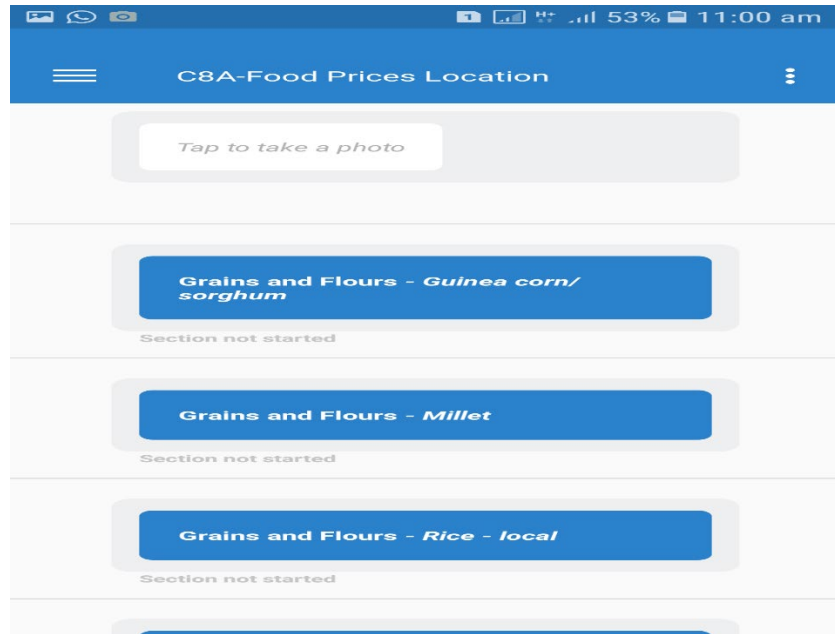 1 H+ 53% 11:00 am
C8A-Food Prices Location
Tap to take a photo
Grains and Flours - Guinea corn/
sorghum
Section not started
Grains and Flours - Millet
Section not started
Grains and Flours - Rice - local
Section not started